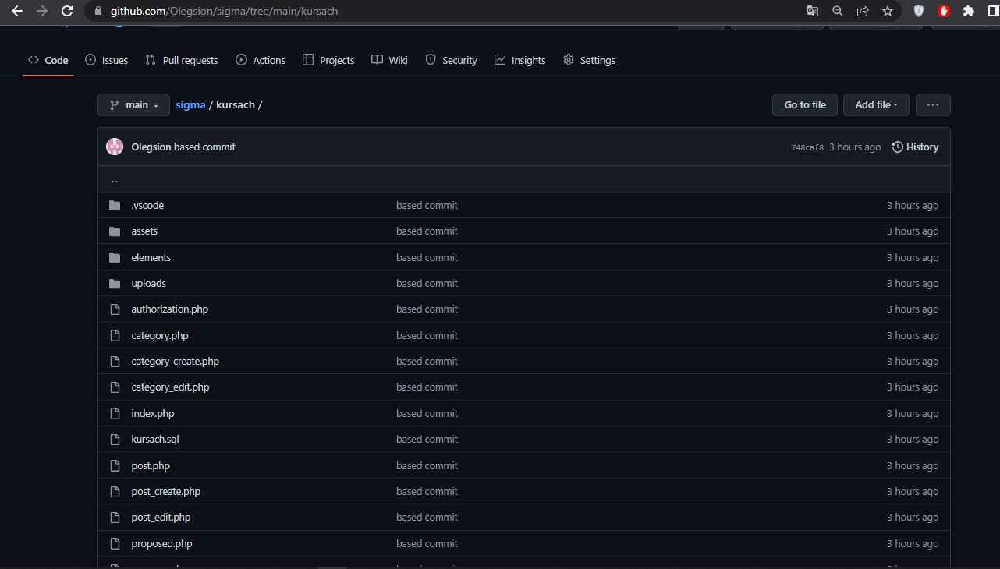 github.com/Olegsion/sigma/tree/main/kursach
Code Issues Pull requests Actions Projects Wiki Security Insights Settings
main sigma / kursach / Go to file Add file ...
Olegsion based commit 748caf8 3 hours ago History
..
.vscode based commit 3 hours ago
assets based commit 3 hours ago
elements based commit 3 hours ago
uploads based commit 3 hours ago
authorization.php based commit 3 hours ago
category.php based commit 3 hours ago
category_create.php based commit 3 hours ago
category_edit.php based commit 3 hours ago
index.php based commit 3 hours ago
kursach.sql based commit 3 hours ago
post.php based commit 3 hours ago
post_create.php based commit 3 hours ago
post_edit.php based commit 3 hours ago
proposed.php based commit 3 hours ago